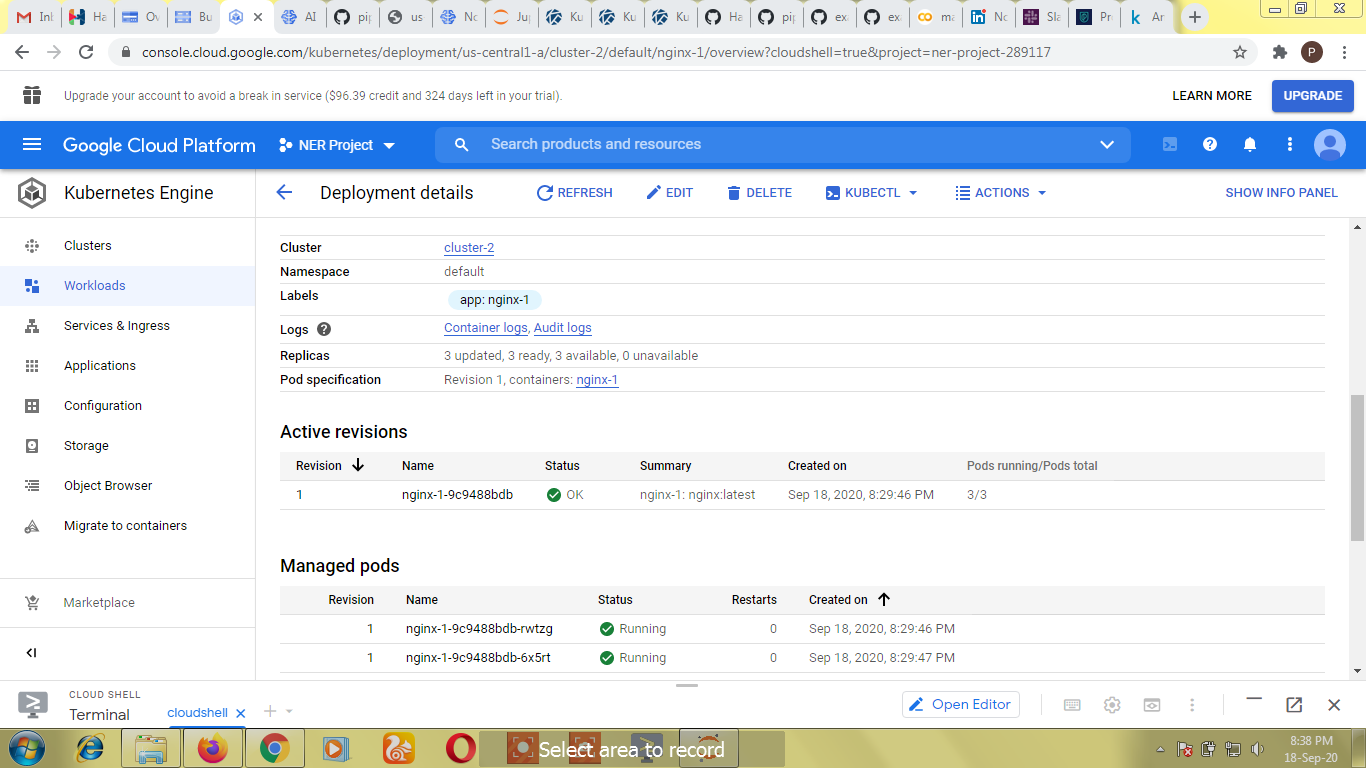 Inl
Ha
Ov
Bu
AI
pip
us
No
Ju
Ku
Ku
Ku
Ha
pip
exa
exa
ma
No
Sla
Pr
Ar
console.cloud.google.com/kubernetes/deployment/us-central1-a/cluster-2/default/nginx-1/overview?cloudshell=true&project=ner-project-289117
P
Upgrade your account to avoid a break in service ($96.39 credit and 324 days left in your trial).
LEARN MORE
UPGRADE
Google Cloud Platform
NER Project
Search products and resources
Kubernetes Engine
Deployment details
REFRESH
EDIT
DELETE
KUBECTL
ACTIONS
SHOW INFO PANEL
Clusters
Workloads
Services & Ingress
Applications
Configuration
Storage
Object Browser
Migrate to containers
Marketplace
Cluster cluster-2
Namespace default
Labels app: nginx-1
Logs Container logs, Audit logs
Replicas 3 updated, 3 ready, 3 available, 0 unavailable
Pod specification Revision 1, containers: nginx-1
Active revisions
Revision Name Status Summary Created on Pods running/Pods total
1 nginx-1-9c9488bdb OK nginx-1: nginx:latest Sep 18, 2020, 8:29:46 PM 3/3
Managed pods
Revision Name Status Restarts Created on
1 nginx-1-9c9488bdb-rwtzg Running 0 Sep 18, 2020, 8:29:46 PM
1 nginx-1-9c9488bdb-6x5rt Running 0 Sep 18, 2020, 8:29:47 PM
CLOUD SHELL
Terminal
cloudshell
Open Editor
Select area to record
8:38 PM
18-Sep-20